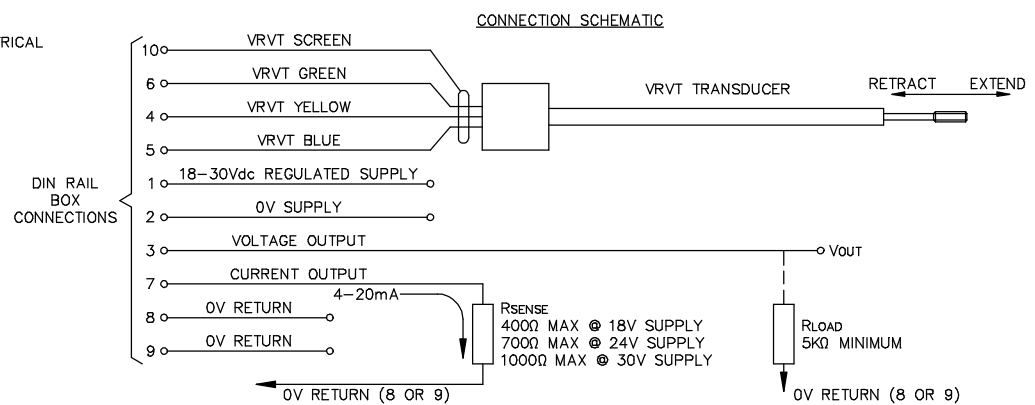 CONNECTION SCHEMATIC
TRICAL
10 VRVT SCREEN
6 VRVT GREEN
4 VRVT YELLOW
5 VRVT BLUE
VRVT TRANSDUCER
RETRACT EXTEND
DIN RAIL
BOX
CONNECTIONS
1 18-30Vdc REGULATED SUPPLY
2 0V SUPPLY
3 VOLTAGE OUTPUT
VOUT
7 CURRENT OUTPUT
4-20mA
8 0V RETURN
9 0V RETURN
RSENSE
400Ω MAX @ 18V SUPPLY
700Ω MAX @ 24V SUPPLY
1000Ω MAX @ 30V SUPPLY
RLOAD
5KΩ MINIMUM
0V RETURN (8 OR 9)
0V RETURN (8 OR 9)